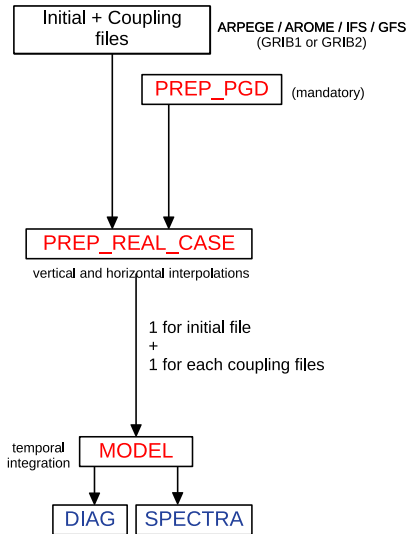 Initial + Coupling
files
ARPEGE / AROME / IFS / GFS
(GRIB1 or GRIB2)
PREP_PGD
(mandatory)
PREP_REAL_CASE
vertical and horizontal interpolations
1 for initial file
+
1 for each coupling files
temporal
integration
MODEL
DIAG
SPECTRA